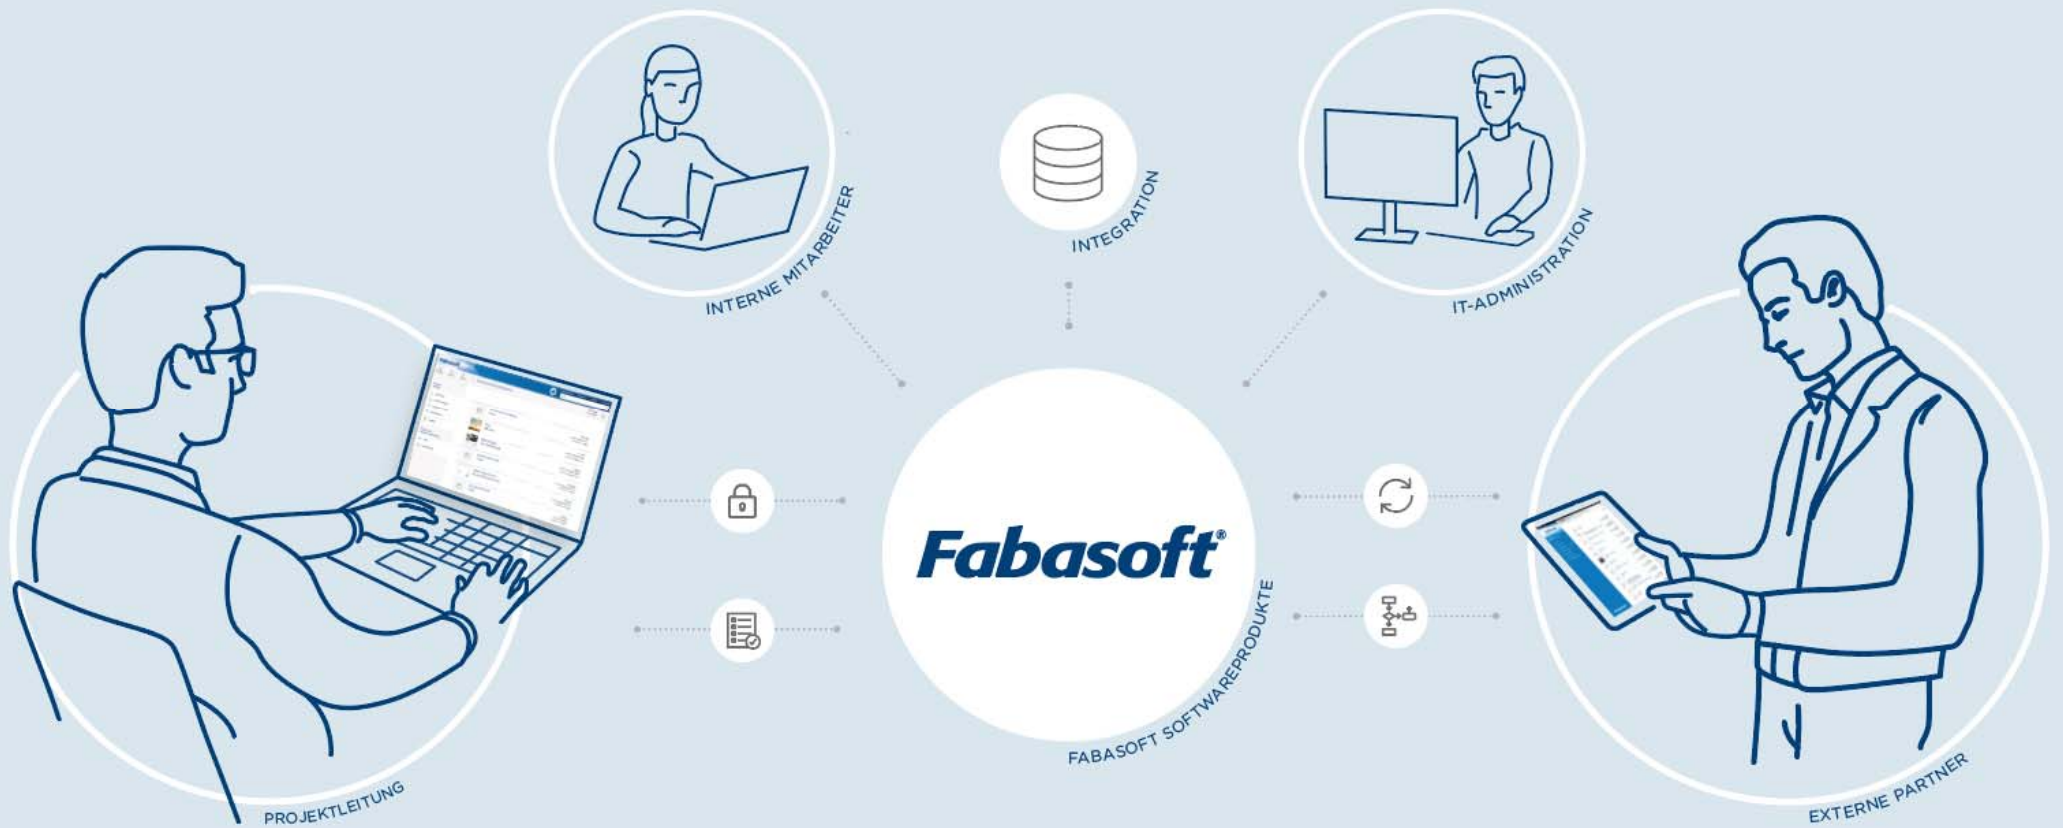 INTERNE MITARBEITER
INTEGRATION
IT-ADMINISTRATION
Fabasoft®
FABASOFT SOFTWAREPRODUKTE
PROJEKTLEITUNG
EXTERNE PARTNER